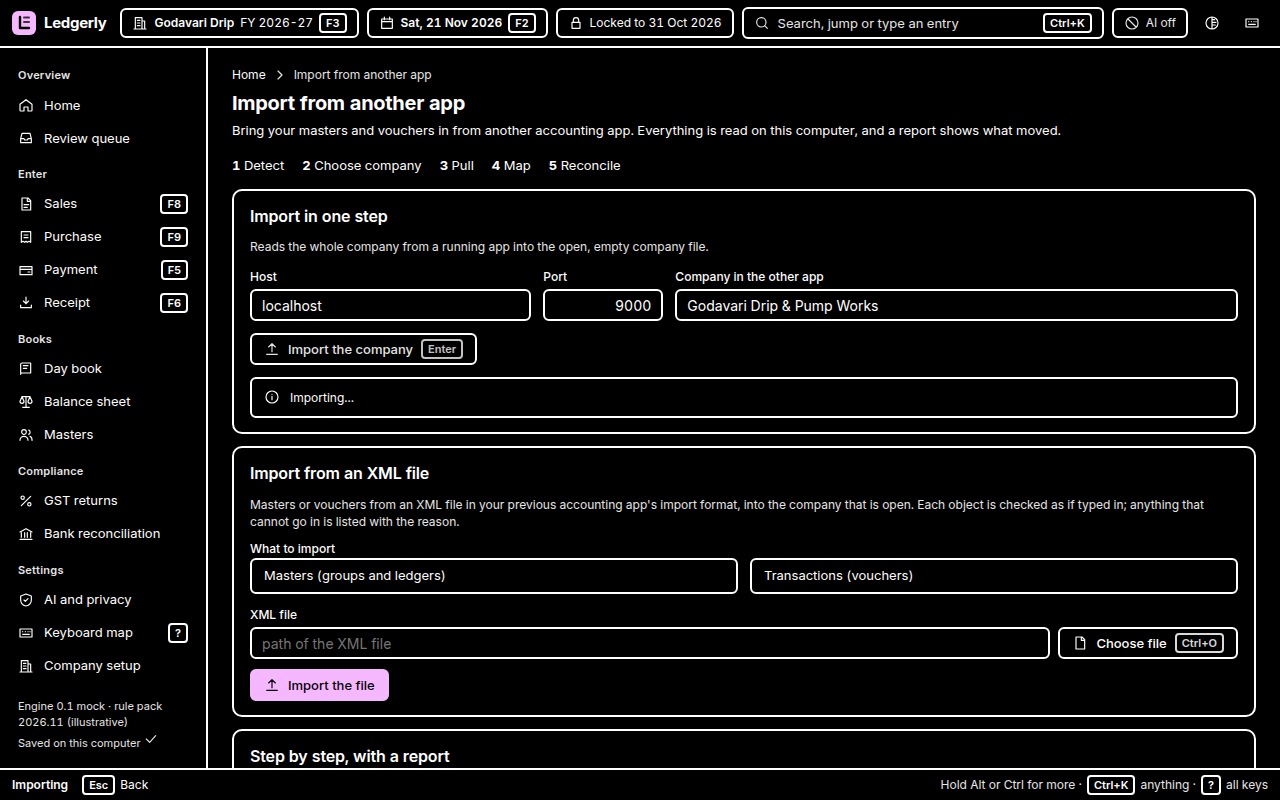 Ledgerly
Godavari Drip FY 2026-27 F3
Sat, 21 Nov 2026 F2
Locked to 31 Oct 2026
Search, jump or type an entry Ctrl+K
AI off
Overview
Home
Review queue
Enter
Sales F8
Purchase F9
Payment F5
Receipt F6
Books
Day book
Balance sheet
Masters
Compliance
GST returns
Bank reconciliation
Settings
AI and privacy
Keyboard map ?
Company setup
Engine 0.1 mock · rule pack
2026.11 (illustrative)
Saved on this computer
Home > Import from another app
Import from another app
Bring your masters and vouchers in from another accounting app. Everything is read on this computer, and a report shows what moved.
1 Detect 2 Choose company 3 Pull 4 Map 5 Reconcile
Import in one step
Reads the whole company from a running app into the open, empty company file.
Host Port Company in the other app
localhost 9000 Godavari Drip & Pump Works
Import the company Enter
Importing...
Import from an XML file
Masters or vouchers from an XML file in your previous accounting app's import format, into the company that is open. Each object is checked as if typed in; anything that
cannot go in is listed with the reason.
What to import
Masters (groups and ledgers) Transactions (vouchers)
XML file
path of the XML file Choose file Ctrl+O
Import the file
Step by step, with a report
Importing Esc Back
Hold Alt or Ctrl for more · Ctrl+K anything · ? all keys